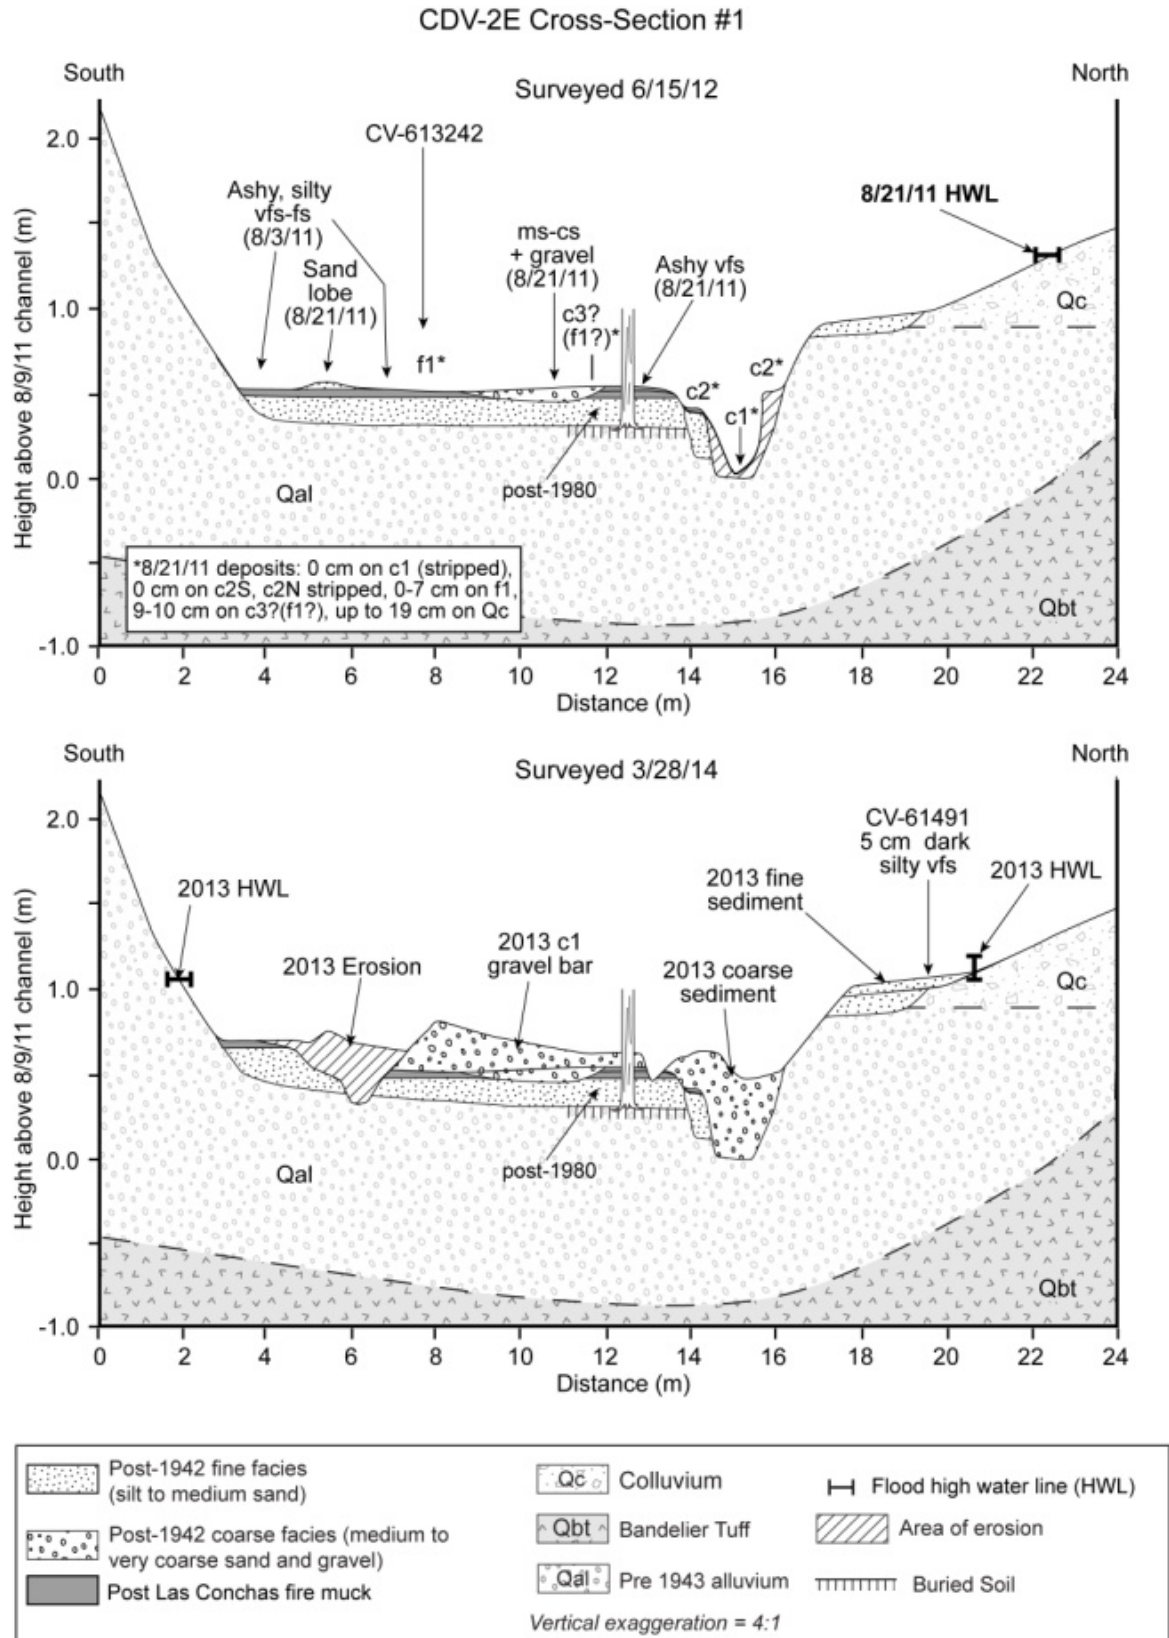 CDV-2E Cross-Section #1
South
North
Surveyed 6/15/12
CV-613242
Ashy, silty
vfs-fs
(8/3/11)
Sand
lobe
(8/21/11)
f1*
ms-cs
+ gravel
(8/21/11)
c3?
(f1?)*
Ashy vfs
(8/21/11)
c2*
c1*
c2*
8/21/11 HWL
Qc
post-1980
Qal
Qbt
*8/21/11 deposits: 0 cm on c1 (stripped),
0 cm on c2S, c2N stripped, 0-7 cm on f1,
9-10 cm on c3?(f1?), up to 19 cm on Qc
Height above 8/9/11 channel (m)
2.0
1.0
0.0
-1.0
0 2 4 6 8 10 12 14 16 18 20 22 24
Distance (m)
South
North
Surveyed 3/28/14
2013 HWL
2013 Erosion
2013 c1
gravel bar
2013 coarse
sediment
2013 fine
sediment
CV-61491
5 cm dark
silty vfs
2013 HWL
Qc
post-1980
Qal
Qbt
Height above 8/9/11 channel (m)
2.0
1.0
0.0
-1.0
0 2 4 6 8 10 12 14 16 18 20 22 24
Distance (m)
Post-1942 fine facies
(silt to medium sand)
Post-1942 coarse facies (medium to
very coarse sand and gravel)
Post Las Conchas fire muck
Qc Colluvium
Qbt Bandelier Tuff
Qal Pre 1943 alluvium
Vertical exaggeration = 4:1
Flood high water line (HWL)
Area of erosion
Buried Soil